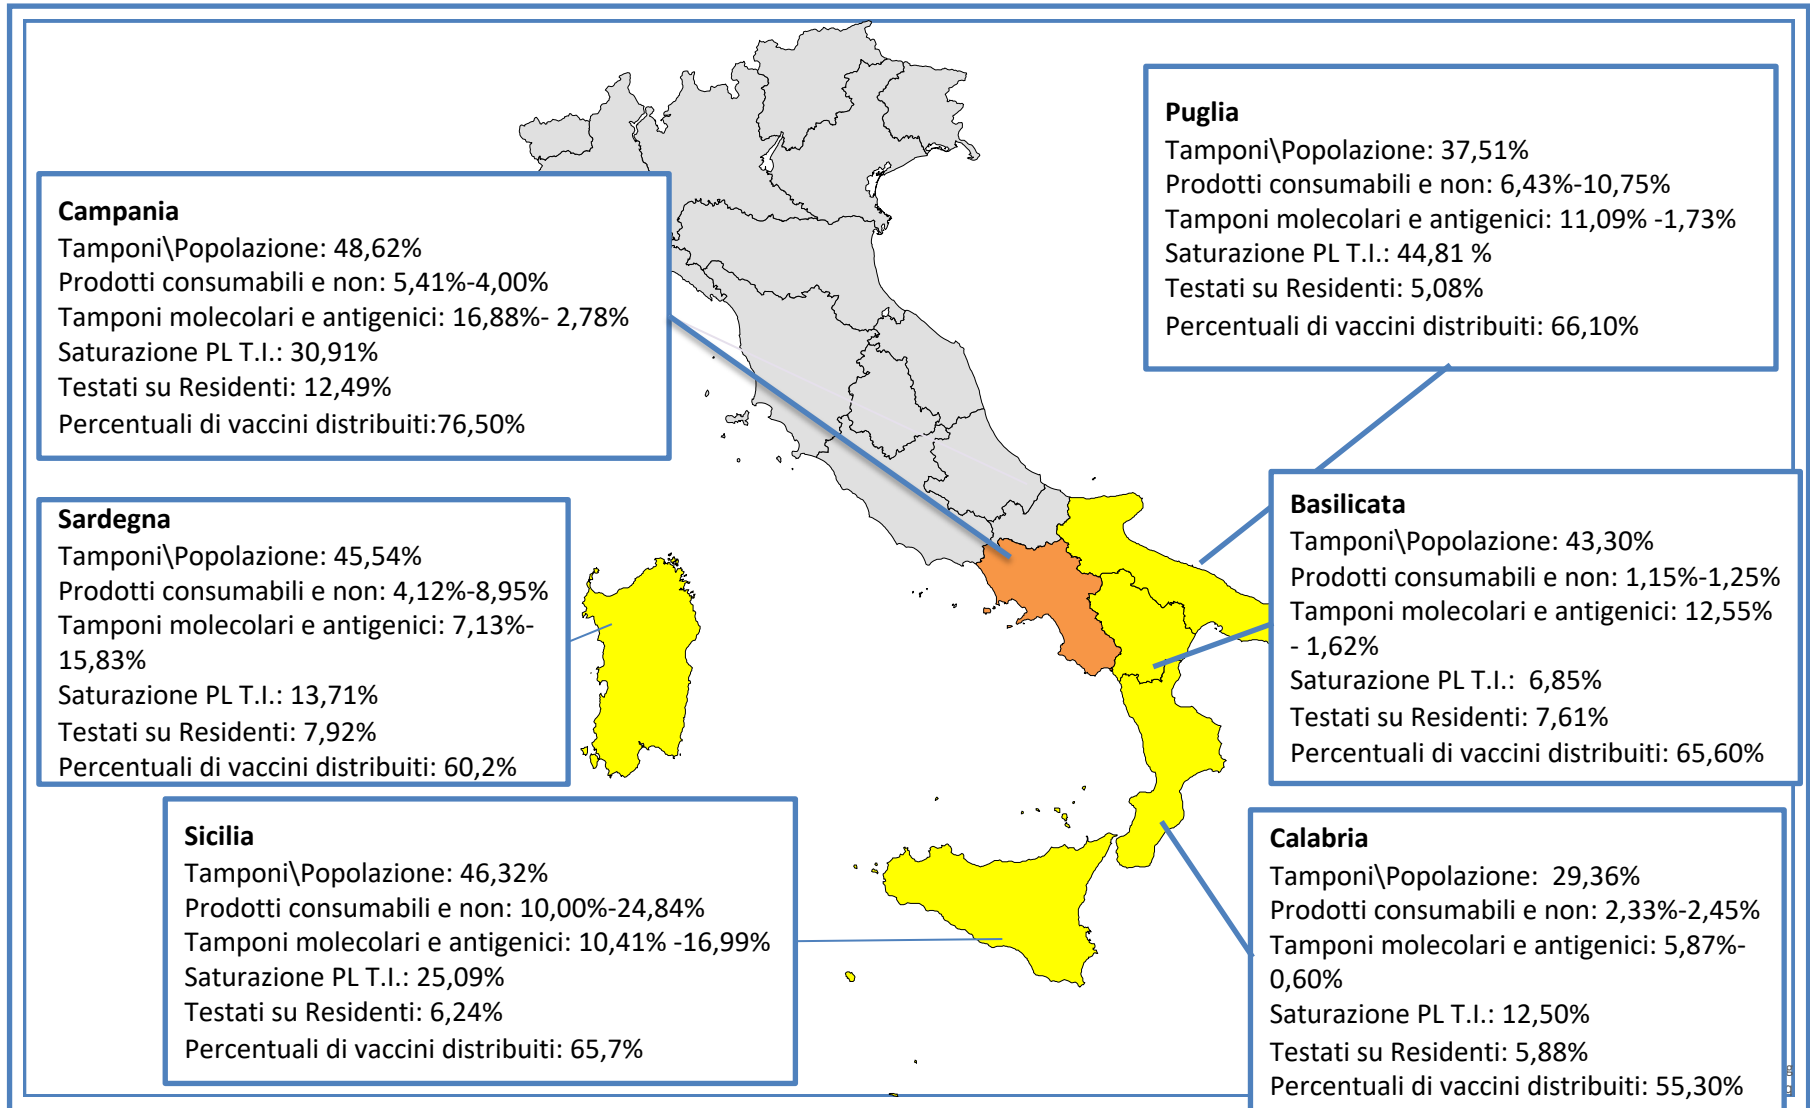 Campania
Tamponi\Popolazione: 48,62%
Prodotti consumabili e non: 5,41%-4,00%
Tamponi molecolari e antigenici: 16,88%- 2,78%
Saturazione PL T.I.: 30,91%
Testati su Residenti: 12,49%
Percentuali di vaccini distribuiti:76,50%
Puglia
Tamponi\Popolazione: 37,51%
Prodotti consumabili e non: 6,43%-10,75%
Tamponi molecolari e antigenici: 11,09% -1,73%
Saturazione PL T.I.: 44,81 %
Testati su Residenti: 5,08%
Percentuali di vaccini distribuiti: 66,10%
Sardegna
Tamponi\Popolazione: 45,54%
Prodotti consumabili e non: 4,12%-8,95%
Tamponi molecolari e antigenici: 7,13%-
15,83%
Saturazione PL T.I.: 13,71%
Testati su Residenti: 7,92%
Percentuali di vaccini distribuiti: 60,2%
Basilicata
Tamponi\Popolazione: 43,30%
Prodotti consumabili e non: 1,15%-1,25%
Tamponi molecolari e antigenici: 12,55%
- 1,62%
Saturazione PL T.I.:  6,85%
Testati su Residenti: 7,61%
Percentuali di vaccini distribuiti: 65,60%
Sicilia
Tamponi\Popolazione: 46,32%
Prodotti consumabili e non: 10,00%-24,84%
Tamponi molecolari e antigenici: 10,41% -16,99%
Saturazione PL T.I.: 25,09%
Testati su Residenti: 6,24%
Percentuali di vaccini distribuiti: 65,7%
Calabria
Tamponi\Popolazione:  29,36%
Prodotti consumabili e non: 2,33%-2,45%
Tamponi molecolari e antigenici: 5,87%-
0,60%
Saturazione PL T.I.: 12,50%
Testati su Residenti: 5,88%
Percentuali di vaccini distribuiti: 55,30%